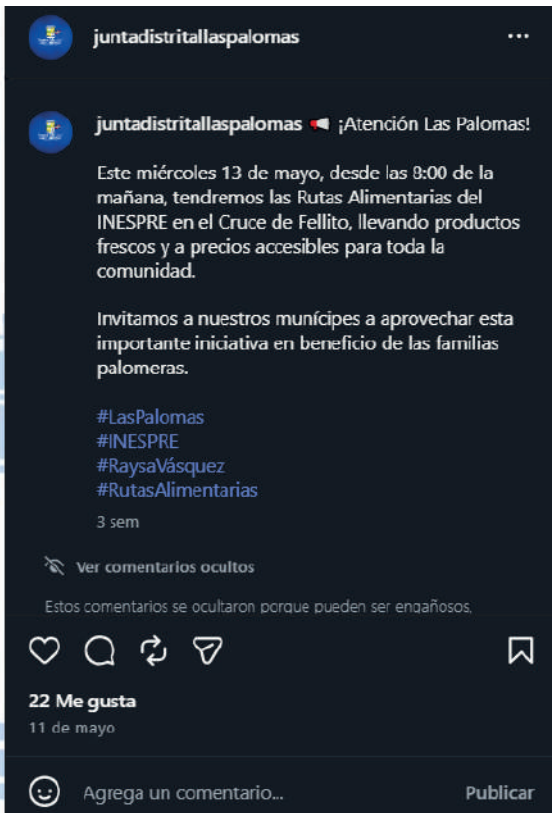 juntadistritallaspalomas
juntadistritallaspalomas 📢 ¡Atención Las Palomas!
Este miércoles 13 de mayo, desde las 8:00 de la
mañana, tendremos las Rutas Alimentarias del
INESPRE en el Cruce de Fellito, llevando productos
frescos y a precios accesibles para toda la
comunidad.
Invitamos a nuestros munícipes a aprovechar esta
importante iniciativa en beneficio de las familias
palomeras.
#LasPalomas
#INESPRE
#RaysaVásquez
#RutasAlimentarias
3 sem
Ver comentarios ocultos
Estos comentarios se ocultaron porque pueden ser engañosos,
22 Me gusta
11 de mayo
Agrega un comentario...
Publicar